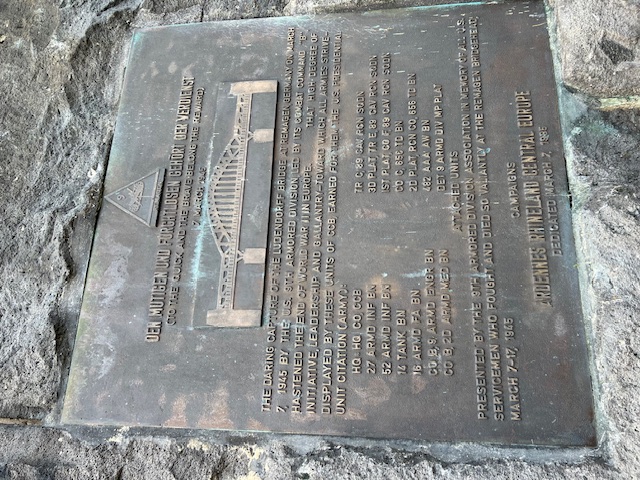 DEN MUTIGEN UND FURCHTLOSEN GEHÖRT DER VERDIENST
(TO THE QUICK AND THE BRAVE BELONG THE REWARD)
THE DARING CAPTURE OF THE LUDENDORFF BRIDGE AT REMAGEN, GERMANY ON MARCH
7, 1945 BY THE U.S. 9TH ARMORED DIVISION LED BY ITS COMBAT COMMAND "B"
HASTENED THE END OF WORLD WAR II IN EUROPE. THAT HIGH DEGREE OF
INITIATIVE, LEADERSHIP AND GALLANTRY-TOWARD WHICH ALL ARMIES STRIVE-
DISPLAYED BY THESE UNITS OF CCB, EARNED FOR THEM THE U.S. PRESIDENTIAL
UNIT CITATION (ARMY):
HQ-HQ CO CCB
27 ARMD INF BN
52 ARMD INF BN
14 TANK BN
16 ARMD FA BN
CO B, 9 ARMD ENGR BN
CO B, 2 ARMD MED BN
TR C 89 CAV RCN SQDN
3D PLAT TR E 89 CAV RCN SQDN
1ST PLAT CO F 89 CAV RCN SQDN
CO C 656 TD BN
2D PLAT, RCN CO, 656 TD BN
482 AAA AW BN
DET 9 ARMD DIV MP PLAT
ATTACHED UNITS
PRESENTED BY THE 9TH ARMORED DIVISION ASSOCIATION IN MEMORY OF ALL U.S.
SERVICEMEN WHO FOUGHT AND DIED SO VALIANTLY AT THE REMAGEN BRIDGEHEAD
MARCH 7-17, 1945
CAMPAIGNS
ARDENNES RHINELAND CENTRAL EUROPE
DEDICATED MARCH 7,